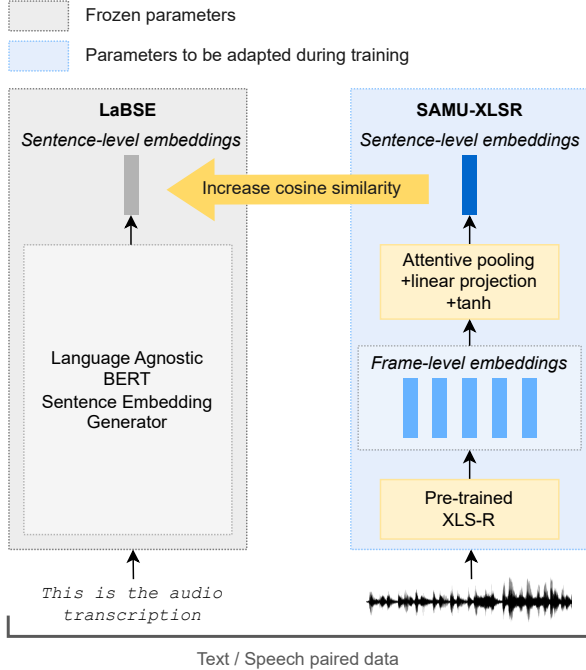 Frozen parameters
Parameters to be adapted during training
LaBSE
Sentence-level embeddings
Language Agnostic
BERT
Sentence Embedding
Generator
This is the audio
transcription
Increase cosine similarity
SAMU-XLSR
Sentence-level embeddings
Attentive pooling
+linear projection
+tanh
Frame-level embeddings
Pre-trained
XLS-R
Text / Speech paired data